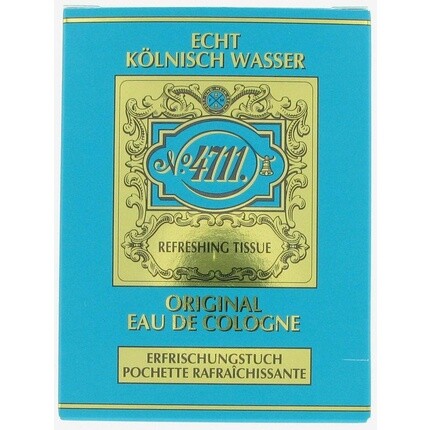 ECHT
KÖLNISCH WASSER
Nº 4711.
REFRESHING TISSUE
ORIGINAL
EAU DE COLOGNE
ERFRISCHUNGSTUCH
POCHETTE RAFRAÎCHISSANTE